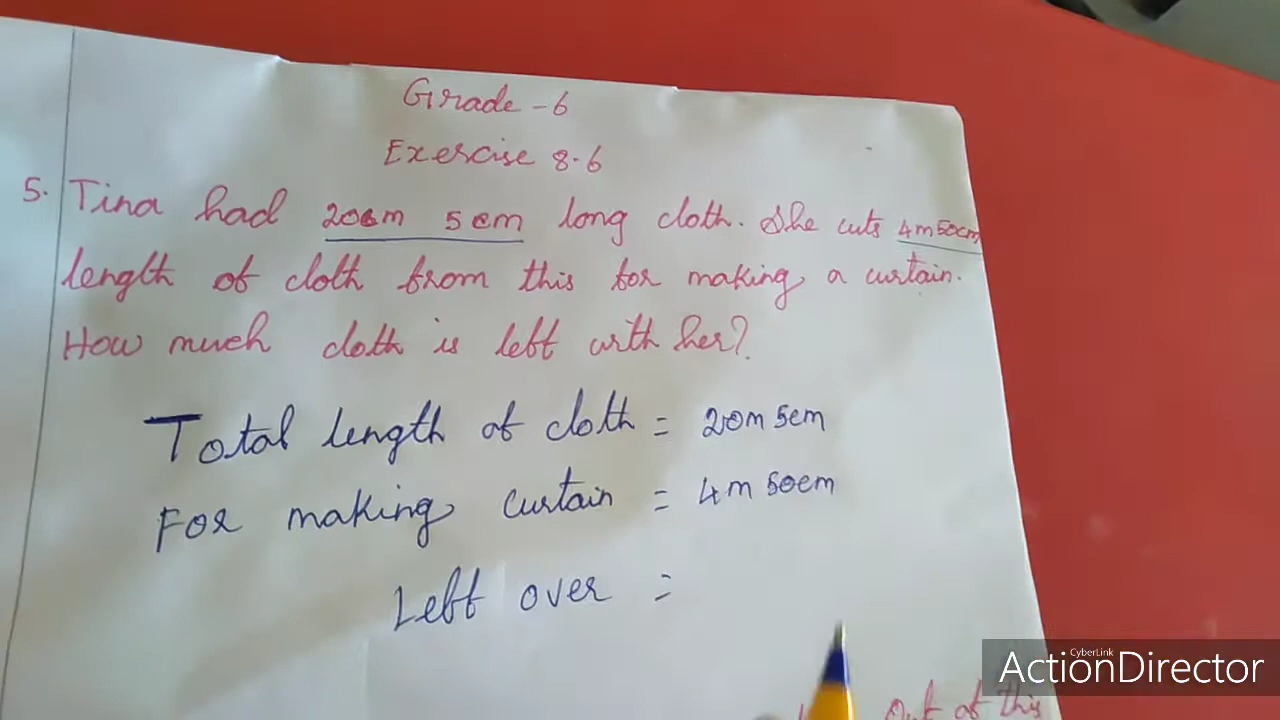 Grade - 6
Exercise 8.6
5. Tina had 20m 5cm long cloth. She cuts 4m 50cm
length of cloth from this for making a curtain.
How much cloth is left with her?
Total length of cloth = 20m 5cm
For making curtain = 4m 50cm
Left over =
Out of this
CyberLink
ActionDirector